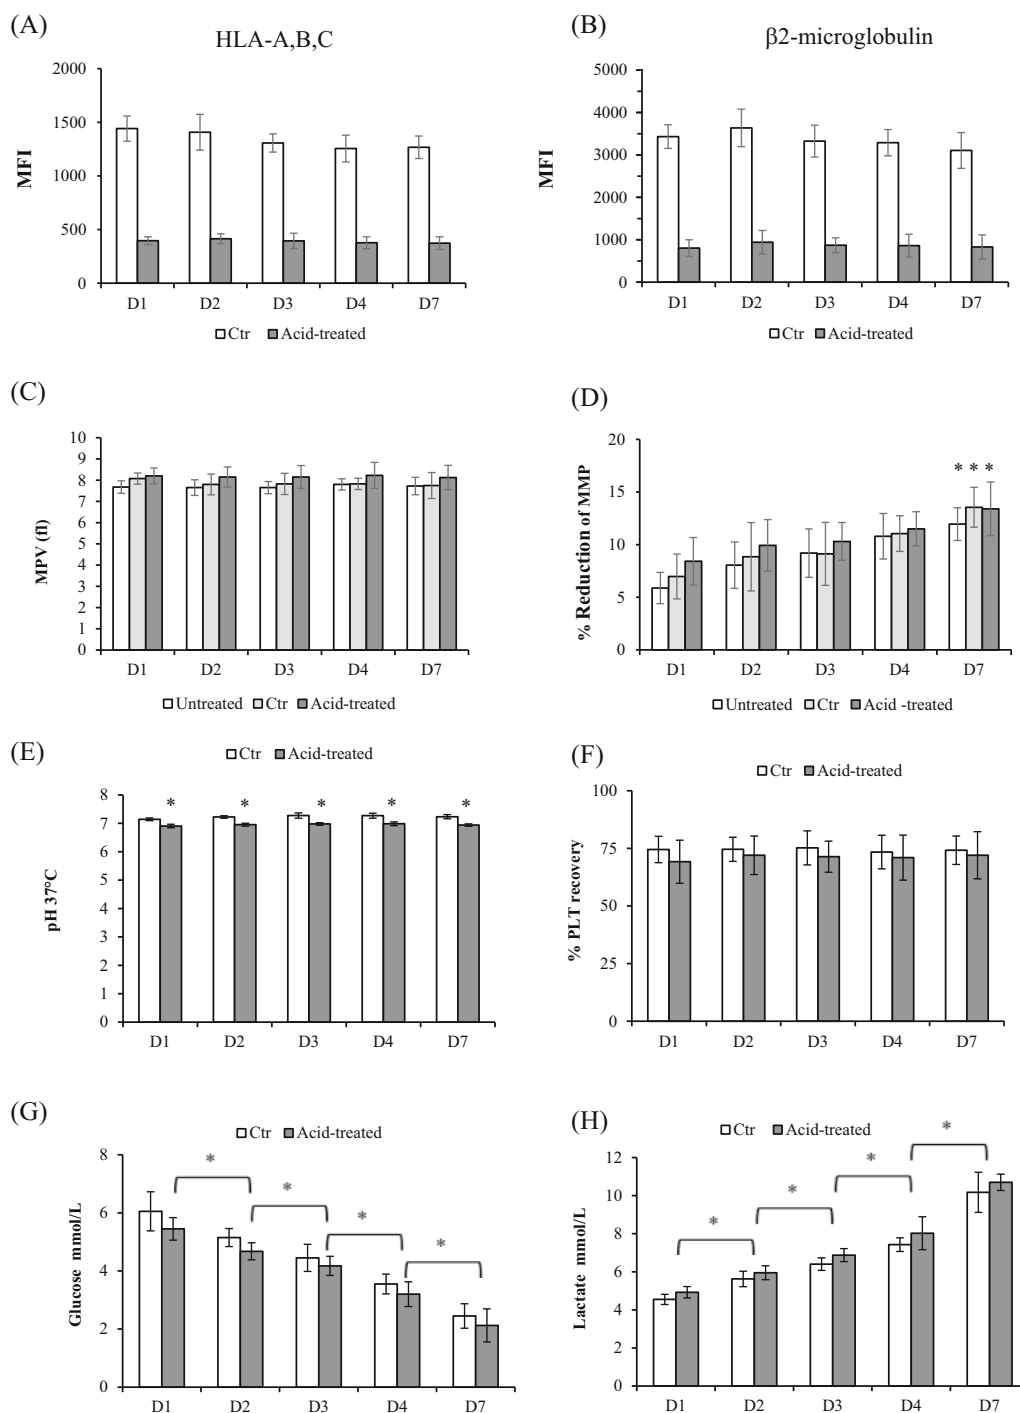 (A)
HLA-A,B,C
MFI
2000
1500
1000
500
0
D1 D2 D3 D4 D7
Ctr Acid-treated
(B)
β2-microglobulin
MFI
5000
4000
3000
2000
1000
0
D1 D2 D3 D4 D7
Ctr Acid-treated
(C)
MPV (fl)
10
9
8
7
6
5
4
3
2
1
0
D1 D2 D3 D4 D7
Untreated Ctr Acid-treated
(D)
% Reduction of MMP
20
15
10
5
0
* * *
D1 D2 D3 D4 D7
Untreated Ctr Acid -treated
(E)
Ctr Acid-treated
pH 37°C
8
7
6
5
4
3
2
1
0
* * * * *
D1 D2 D3 D4 D7
(F)
Ctr Acid-treated
% PLT recovery
100
75
50
25
0
D1 D2 D3 D4 D7
(G)
Ctr Acid-treated
Glucose mmol/L
8
6
4
2
0
* * * *
D1 D2 D3 D4 D7
(H)
Ctr Acid-treated
Lactate mmol/L
12
10
8
6
4
2
0
* * * *
D1 D2 D3 D4 D7